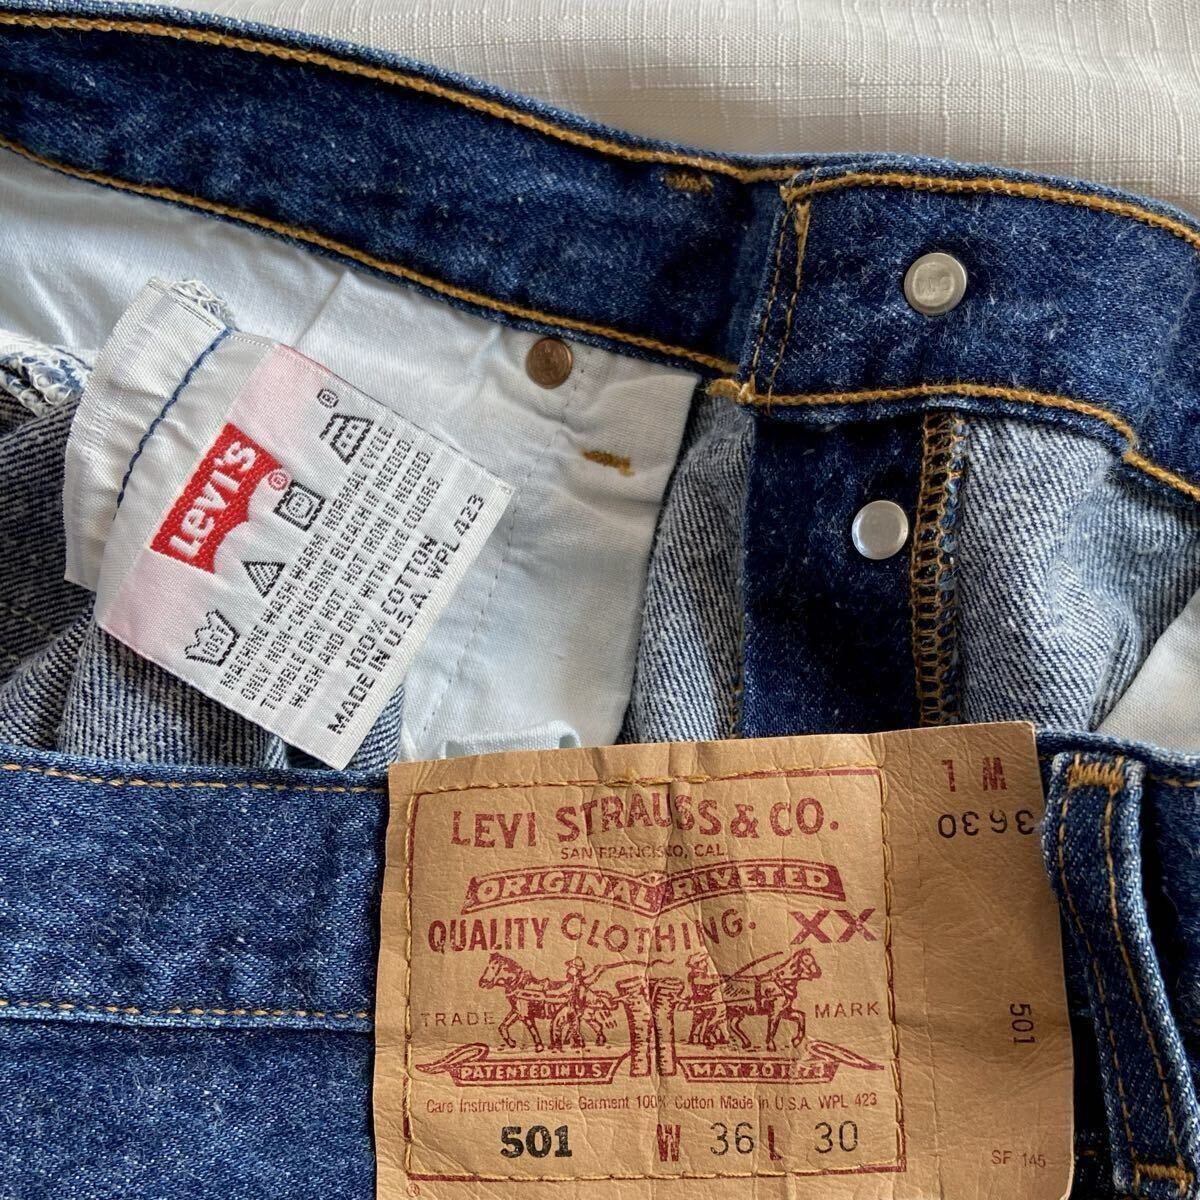 Levi's
®
MACHINE WASH WARM NORMAL CYCLE
ONLY NON-CHLORINE BLEACH IF NEEDED
TUMBLE DRY HOT, HOT IRON IF NEEDED
WASH AND DRY WITH LIKE COLORS
100% COTTON
MADE IN U.S.A. WPL 423
LEVI STRAUSS & CO.
SAN FRANCISCO, CAL.
ORIGINAL RIVETED
QUALITY CLOTHING. XX
TRADE MARK
PATENTED IN U.S. MAY 20 1873
Care Instructions Inside Garment 100% Cotton Made in U.S.A. WPL 423
501 W 36 L 30
®
W L
3630
501
SF 145